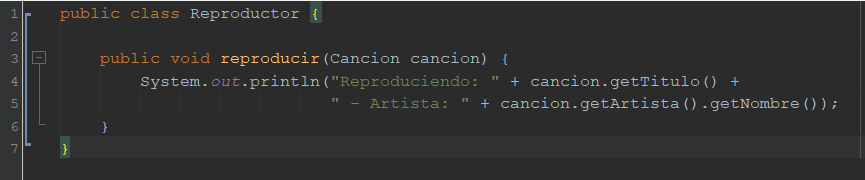 1 public class Reproductor {
2
3 public void reproducir(Cancion cancion) {
4 System.out.println("Reproduciendo: " + cancion.getTitulo() +
5 " - Artista: " + cancion.getArtista().getNombre());
6 }
7 }